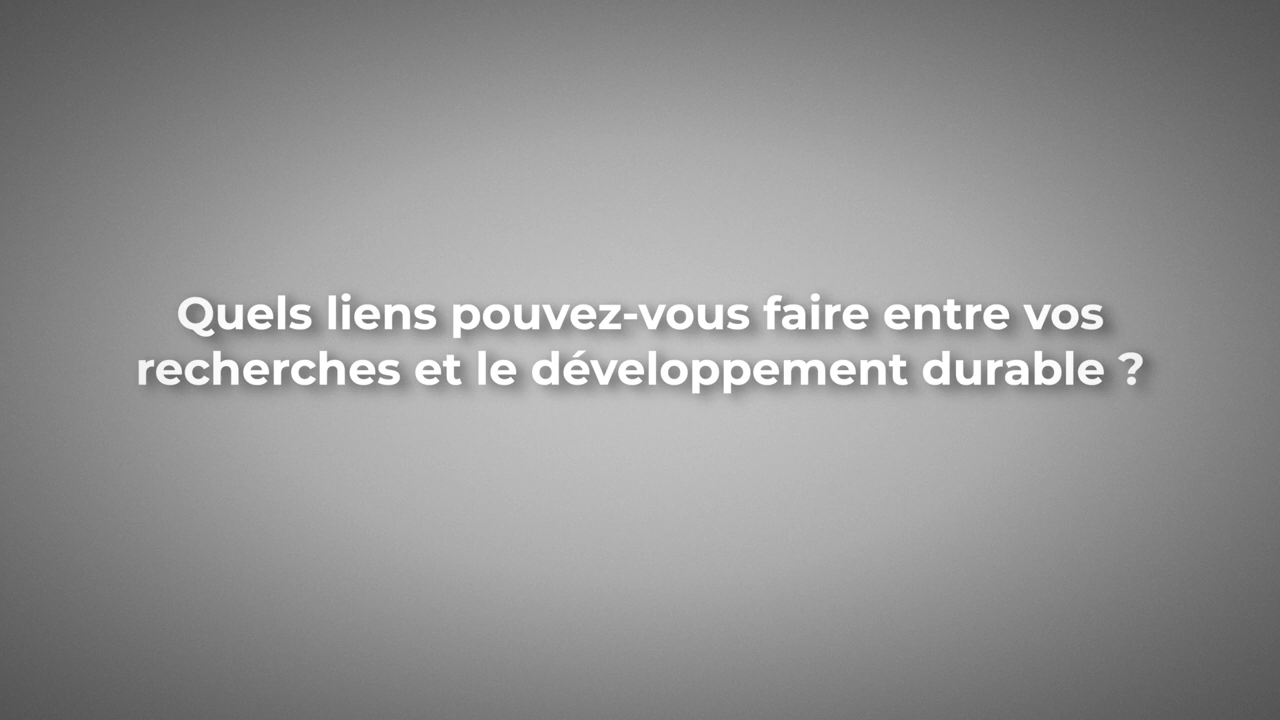 Quels liens pouvez-vous faire entre vos
recherches et le développement durable ?